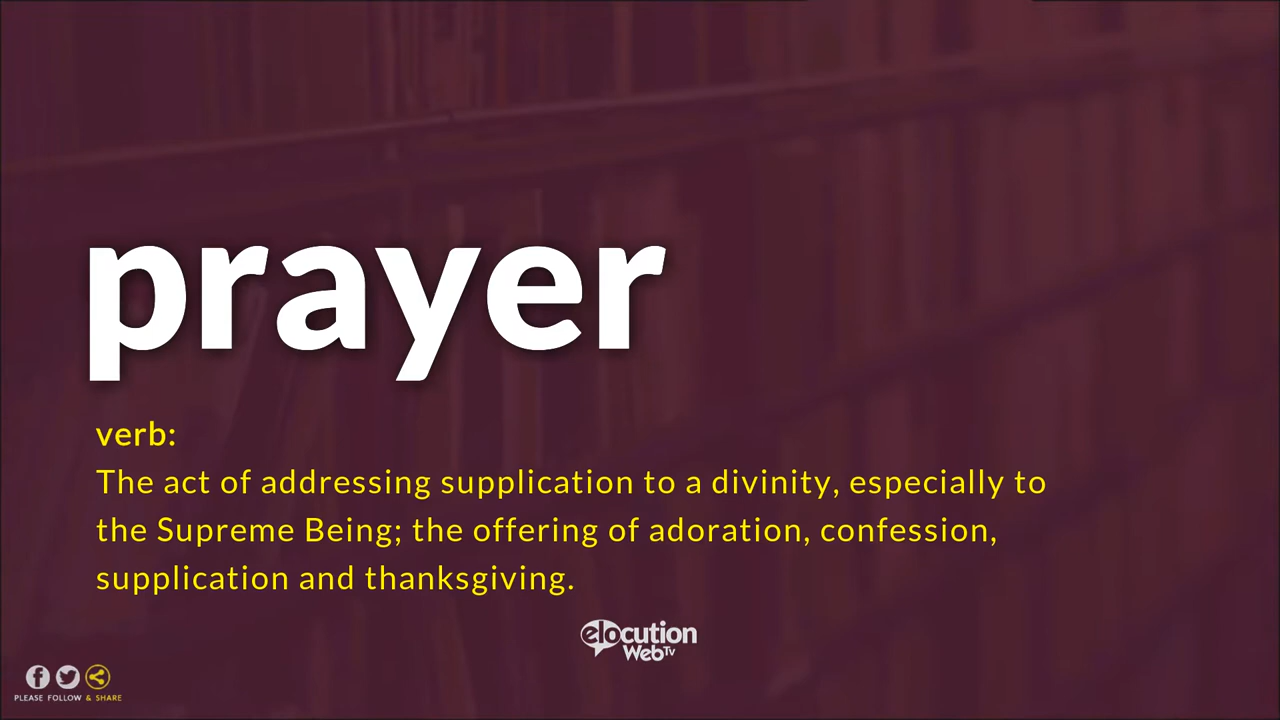 prayer
verb:
The act of addressing supplication to a divinity, especially to
the Supreme Being; the offering of adoration, confession,
supplication and thanksgiving.
elocution
WebTv
PLEASE FOLLOW & SHARE